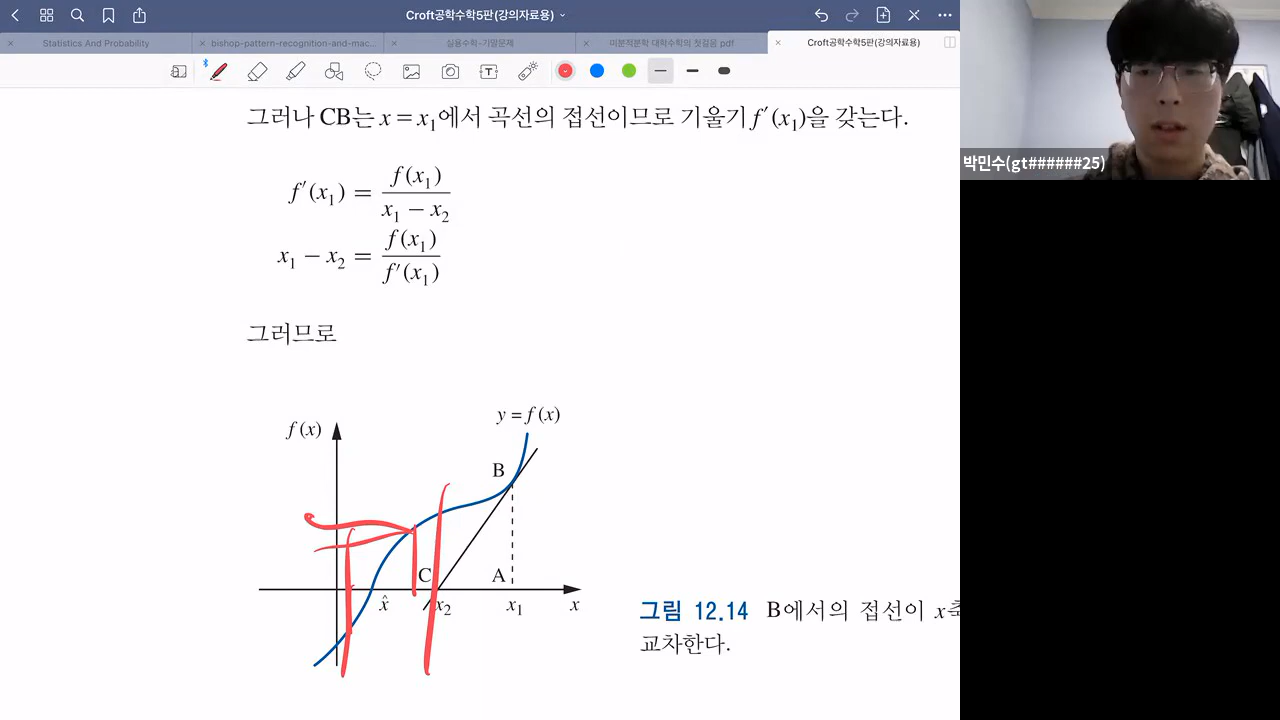 Croft공학수학5판(강의자료용)
Statistics And Probability
bishop-pattern-recognition-and-mac...
실용수학-기말문제
미분적분학 대학수학의 첫걸음.pdf
Croft공학수학5판(강의자료용)
그러나 CB는 x = x₁에서 곡선의 접선이므로 기울기 f′(x₁)을 갖는다.
f′(x₁) = f(x₁) / (x₁ − x₂)
x₁ − x₂ = f(x₁) / f′(x₁)
그러므로
f(x)
y = f(x)
B
C
A
x̂
x₂
x₁
x
그림 12.14 B에서의 접선이 x축
교차한다.
박민수(gt######25)